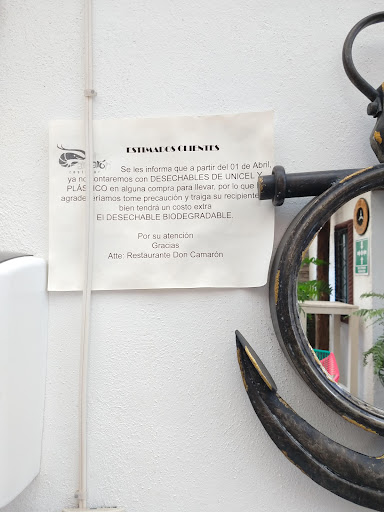 ESTIMADOS CLIENTES
Se les informa que a partir del 01 de Abril,
ya no contaremos con DESECHABLES DE UNICEL Y
PLÁSTICO en alguna compra para llevar, por lo que
agradeceríamos tome precaución y traiga su recipiente
bien tendrá un costo extra
El DESECHABLE BIODEGRADABLE.
Por su atención
Gracias
Atte: Restaurante Don Camarón